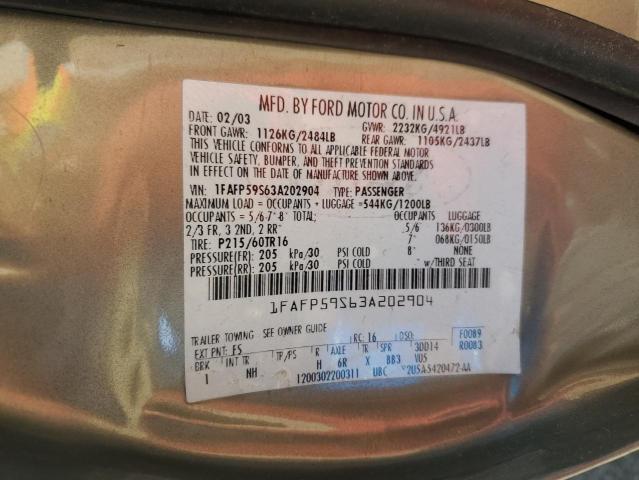 MFD. BY FORD MOTOR CO. IN U.S.A.
DATE: 02/03 GVWR: 2232KG/4921LB
FRONT GAWR: 1126KG/2484LB REAR GAWR: 1105KG/2437LB
THIS VEHICLE CONFORMS TO ALL APPLICABLE FEDERAL MOTOR
VEHICLE SAFETY, BUMPER, AND THEFT PREVENTION STANDARDS
IN EFFECT ON THE DATE OF MANUFACTURE SHOWN ABOVE.
VIN: 1FAFP59S63A202904 TYPE: PASSENGER
MAXIMUM LOAD = OCCUPANTS + LUGGAGE = 544KG/1200LB
OCCUPANTS = 5/6*7*8* TOTAL; OCCUPANTS LUGGAGE
2/3 FR, 3 2ND, 2 RR* 5/6* 136KG/0300LB
TIRE: P215/60TR16 7* 068KG/0150LB
PRESSURE(FR): 205 kPa/30 PSI COLD 8* NONE
PRESSURE(RR): 205 kPa/30 PSI COLD * w/THIRD SEAT
1FAFP59S63A202904
TRAILER TOWING: SEE OWNER GUIDE
EXT PNT: FS RC: 16 DSO: F0089
BRK INT TR TP/PS R AXLE TR SPR 3DD14 R0083
1 NH H 6R X BB3 VU5
1200302200311 UBC